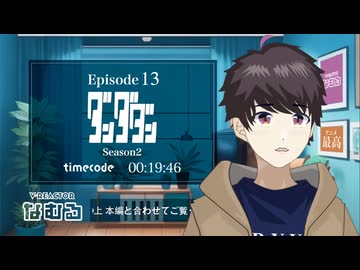 Episode 13
ダンダダン
Season2
timecode 00:19:46
V-REACTOR
なむる
の上 本編と合わせてご覧
アニメ
最高